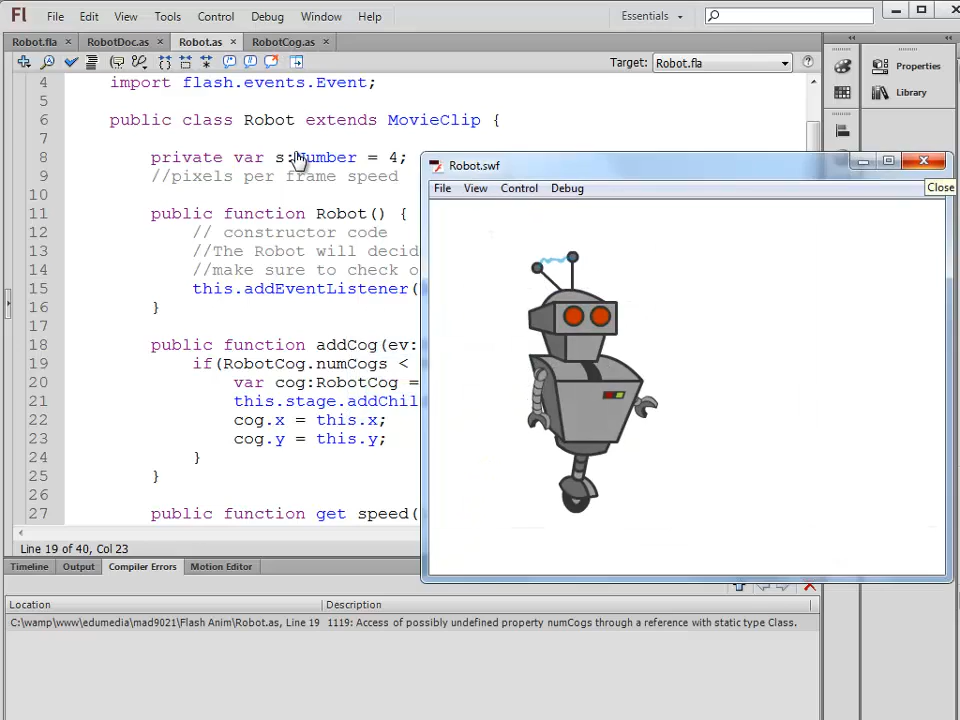 Fl File Edit View Tools Control Debug Window Help Essentials
Robot.fla × RobotDoc.as × Robot.as × RobotCog.as ×
Target: Robot.fla
Properties
Library
4 import flash.events.Event;
5
6 public class Robot extends MovieClip {
7
8 private var s:Number = 4;
9 //pixels per frame speed
10
11 public function Robot() {
12 // constructor code
13 //The Robot will decid
14 //make sure to check o
15 this.addEventListener(
16 }
17
18 public function addCog(ev:
19 if(RobotCog.numCogs <
20 var cog:RobotCog =
21 this.stage.addChil
22 cog.x = this.x;
23 cog.y = this.y;
24 }
25 }
26
27 public function get speed(
Robot.swf
Close
File View Control Debug
Line 19 of 40, Col 23
Timeline Output Compiler Errors Motion Editor
Location Description
C:\wamp\www\edumedia\mad9021\Flash Anim\Robot.as, Line 19 1119: Access of possibly undefined property numCogs through a reference with static type Class.